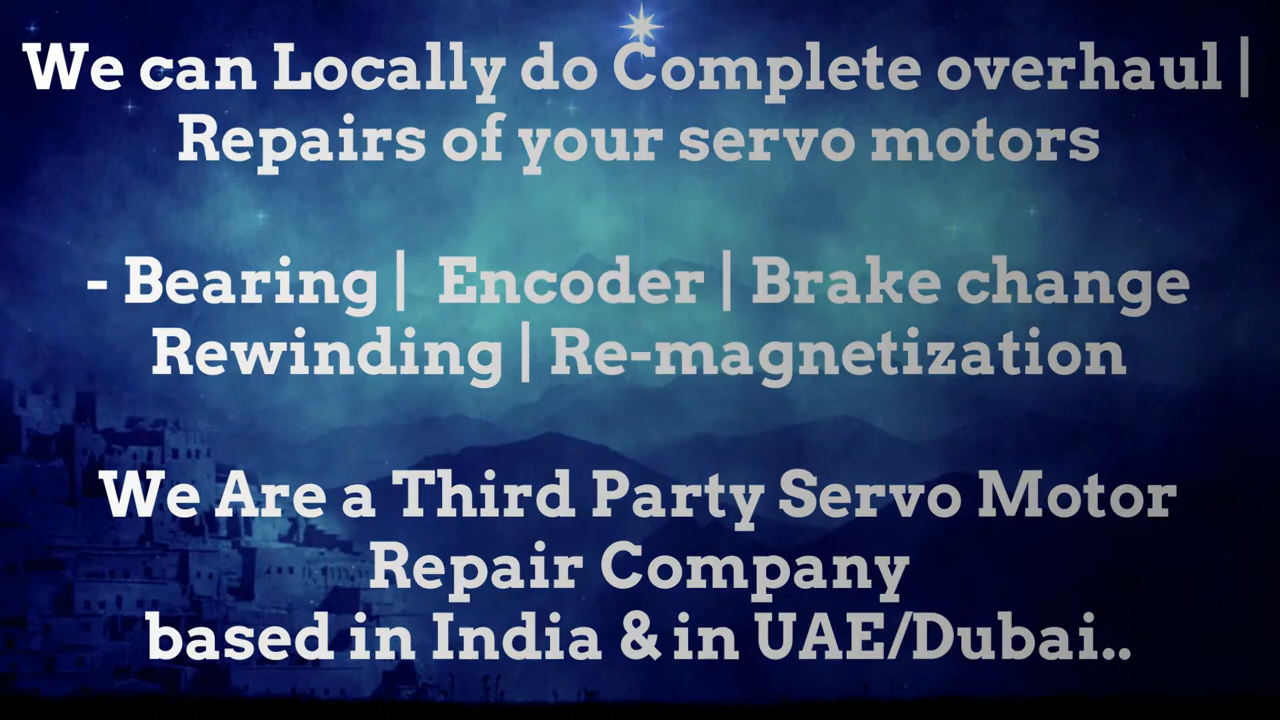 We can Locally do Complete overhaul |
Repairs of your servo motors
- Bearing | Encoder | Brake change
Rewinding | Re-magnetization
We Are a Third Party Servo Motor
Repair Company
based in India & in UAE/Dubai..